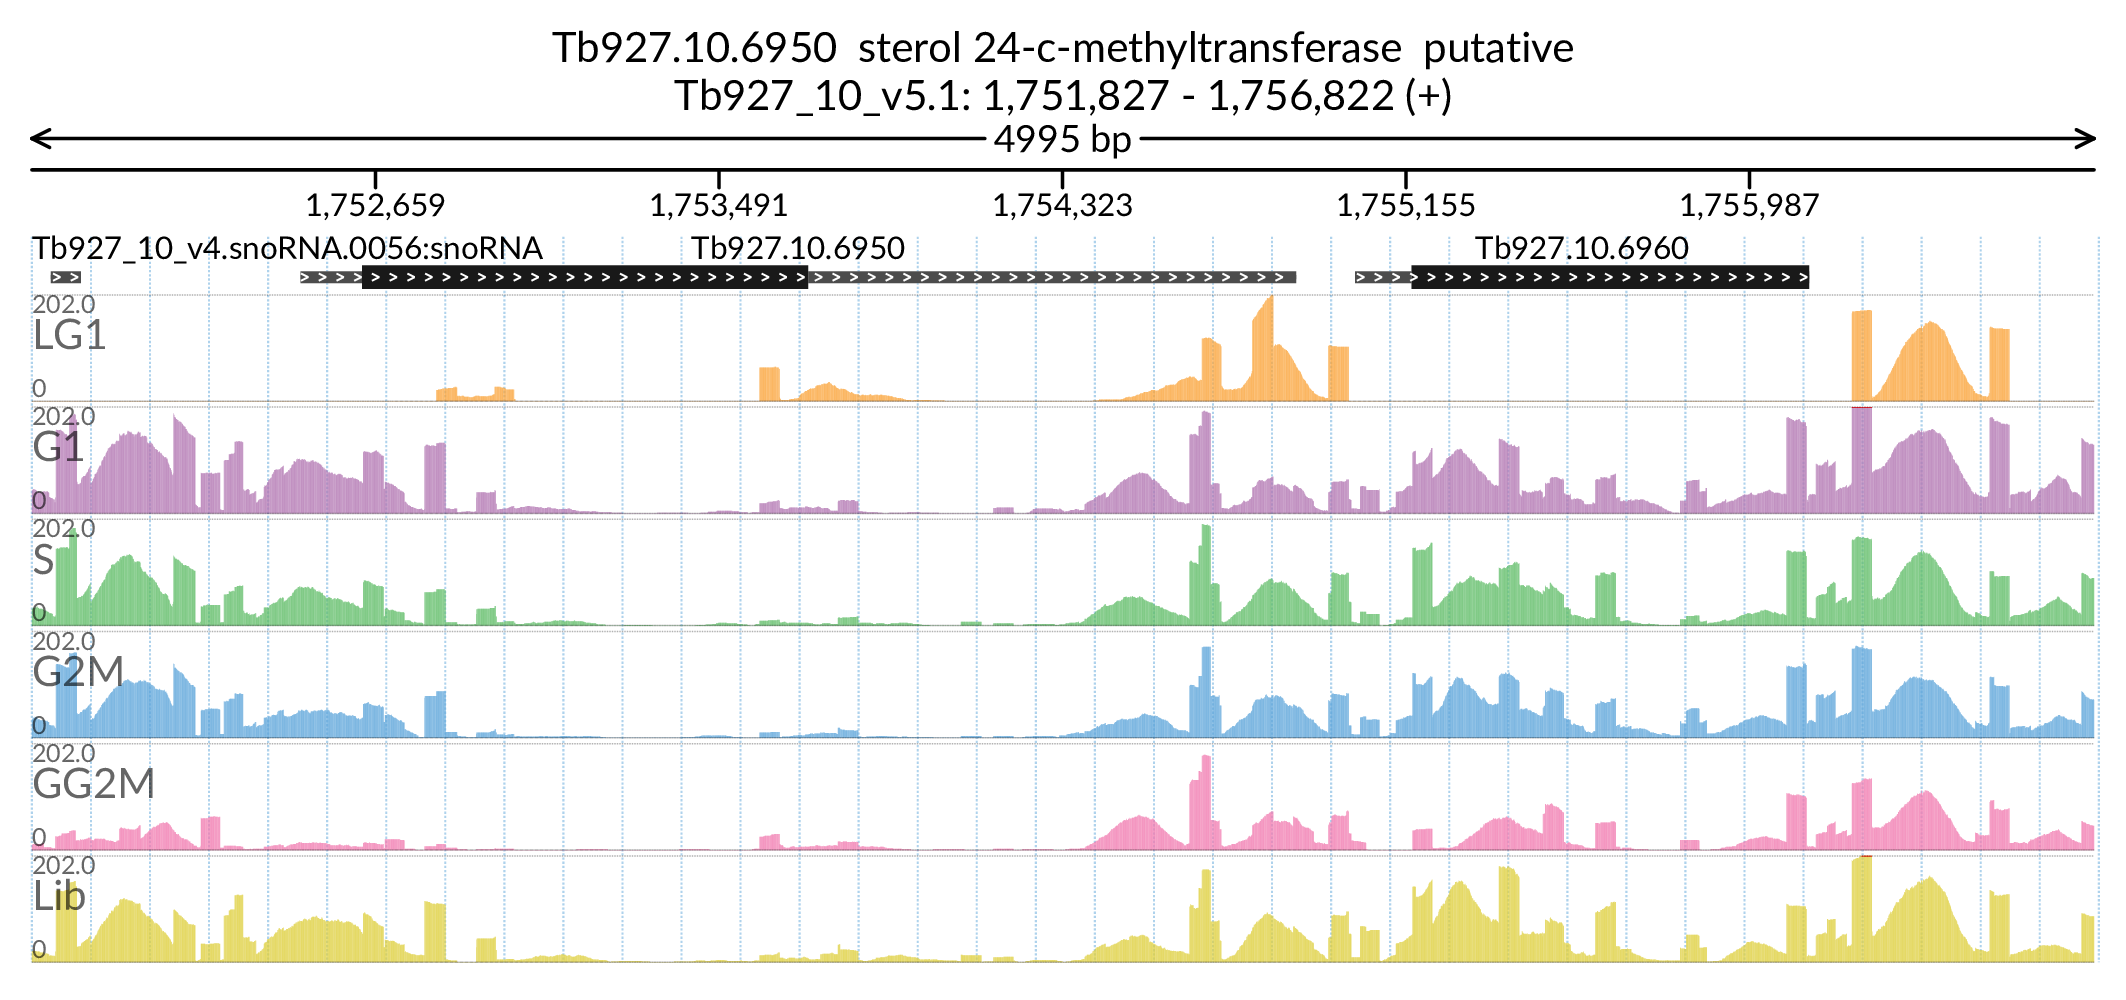 Tb927.10.6950  sterol 24-c-methyltransferase  putative
Tb927_10_v5.1: 1,751,827 - 1,756,822 (+)
4995 bp
1,752,659 1,753,491 1,754,323 1,755,155 1,755,987
Tb927_10_v4.snoRNA.0056:snoRNA Tb927.10.6950 Tb927.10.6960
202.0
LG1
0
202.0
G1
0
202.0
S
0
202.0
G2M
0
202.0
GG2M
0
202.0
Lib
0